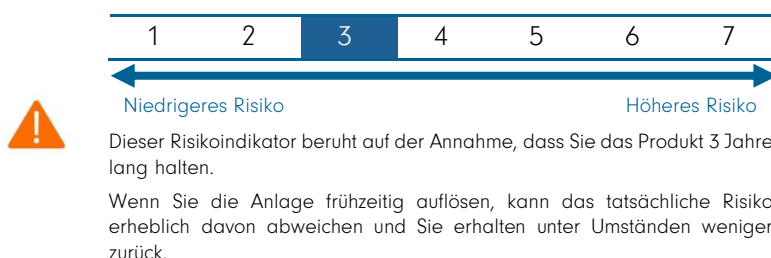 1 2 3 4 5 6 7
Niedrigeres Risiko Höheres Risiko
Dieser Risikoindikator beruht auf der Annahme, dass Sie das Produkt 3 Jahre
lang halten.
Wenn Sie die Anlage frühzeitig auflösen, kann das tatsächliche Risiko
erheblich davon abweichen und Sie erhalten unter Umständen weniger
zurück.